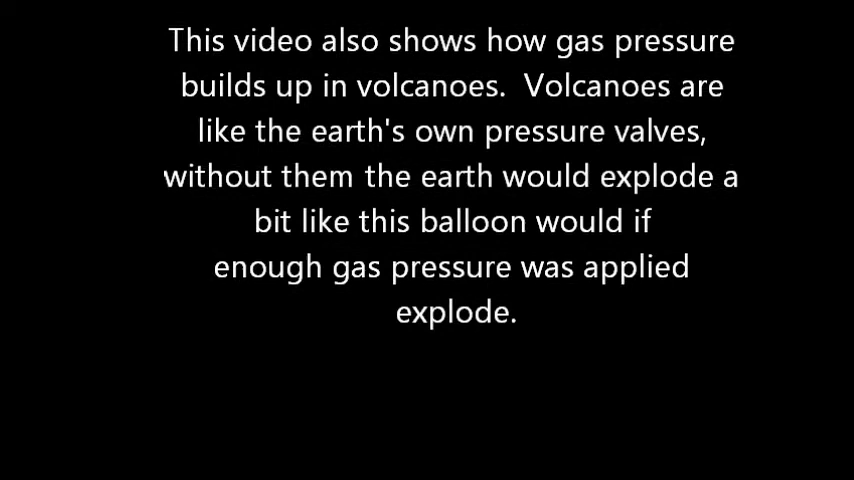 This video also shows how gas pressure
builds up in volcanoes.  Volcanoes are
like the earth's own pressure valves,
without them the earth would explode a
bit like this balloon would if
enough gas pressure was applied
explode.